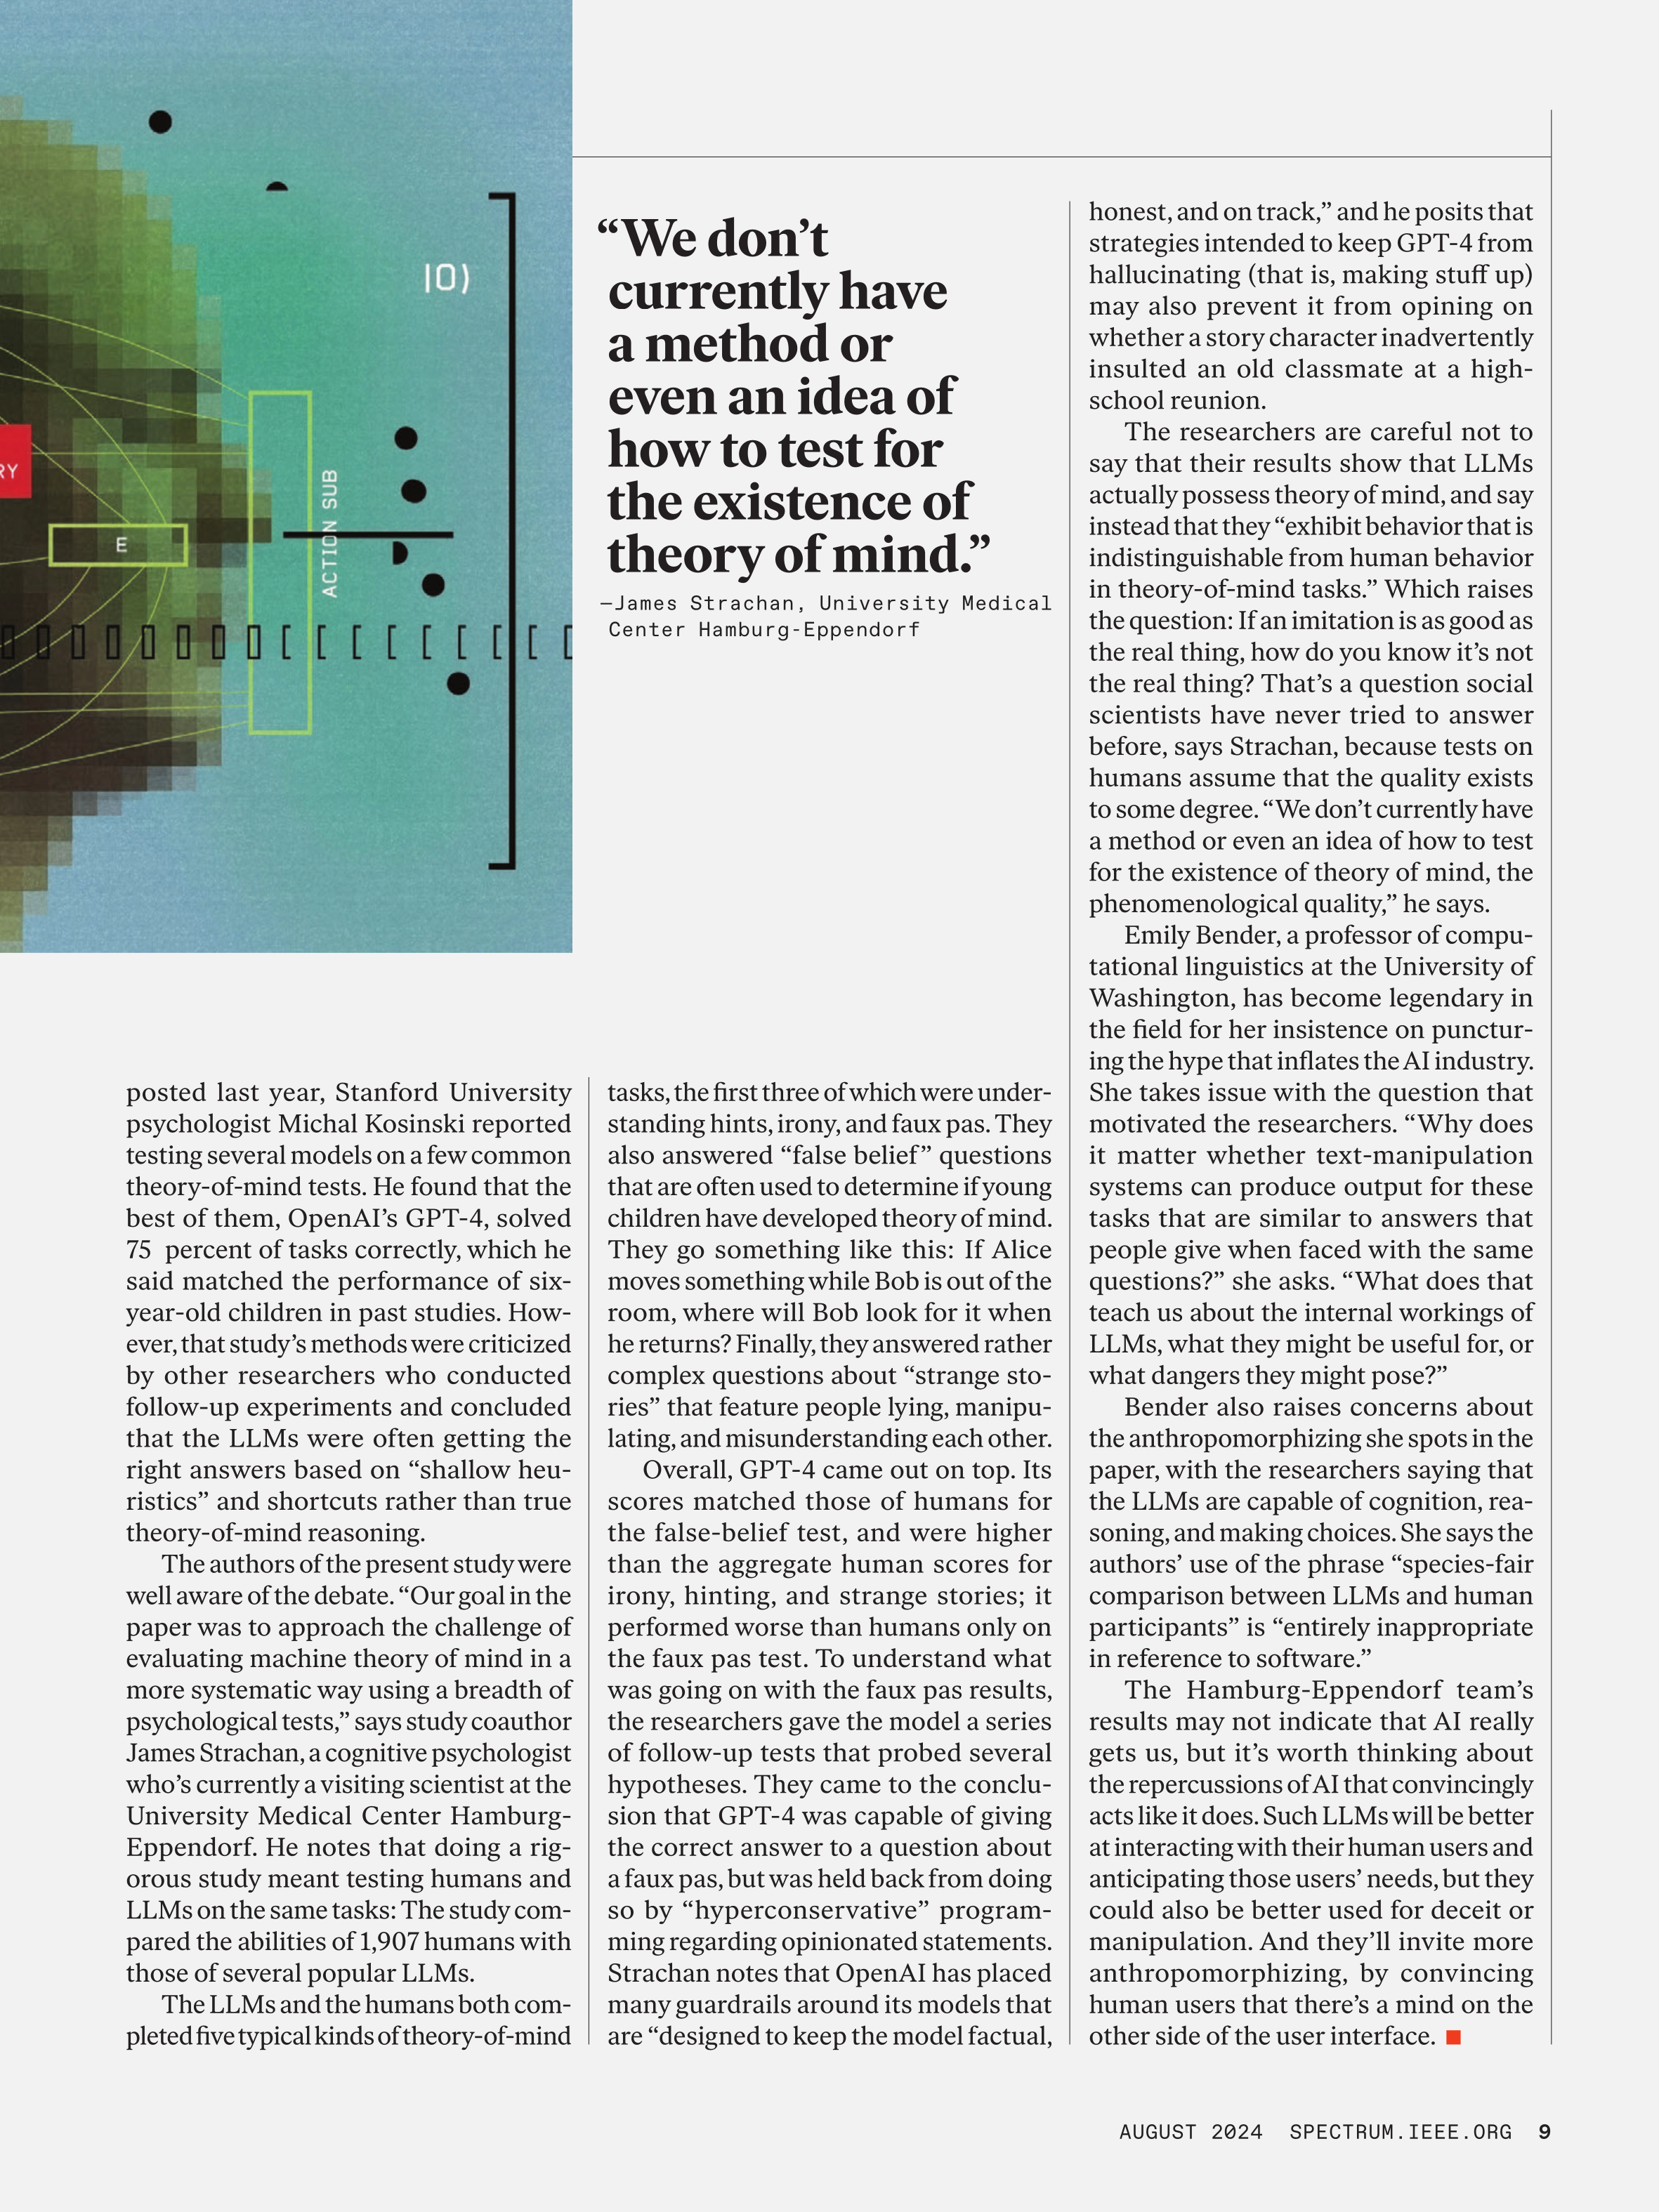 |0)
RY
E
ACTION SUB
“We don’t
currently have
a method or
even an idea of
how to test for
the existence of
theory of mind.”
—James Strachan, University Medical
Center Hamburg-Eppendorf
posted last year, Stanford University
psychologist Michal Kosinski reported
testing several models on a few common
theory-of-mind tests. He found that the
best of them, OpenAI’s GPT-4, solved
75 percent of tasks correctly, which he
said matched the performance of six-
year-old children in past studies. How-
ever, that study’s methods were criticized
by other researchers who conducted
follow-up experiments and concluded
that the LLMs were often getting the
right answers based on “shallow heu-
ristics” and shortcuts rather than true
theory-of-mind reasoning.
The authors of the present study were
well aware of the debate. “Our goal in the
paper was to approach the challenge of
evaluating machine theory of mind in a
more systematic way using a breadth of
psychological tests,” says study coauthor
James Strachan, a cognitive psychologist
who’s currently a visiting scientist at the
University Medical Center Hamburg-
Eppendorf. He notes that doing a rig-
orous study meant testing humans and
LLMs on the same tasks: The study com-
pared the abilities of 1,907 humans with
those of several popular LLMs.
The LLMs and the humans both com-
pleted five typical kinds of theory-of-mind
tasks, the first three of which were under-
standing hints, irony, and faux pas. They
also answered “false belief” questions
that are often used to determine if young
children have developed theory of mind.
They go something like this: If Alice
moves something while Bob is out of the
room, where will Bob look for it when
he returns? Finally, they answered rather
complex questions about “strange sto-
ries” that feature people lying, manipu-
lating, and misunderstanding each other.
Overall, GPT-4 came out on top. Its
scores matched those of humans for
the false-belief test, and were higher
than the aggregate human scores for
irony, hinting, and strange stories; it
performed worse than humans only on
the faux pas test. To understand what
was going on with the faux pas results,
the researchers gave the model a series
of follow-up tests that probed several
hypotheses. They came to the conclu-
sion that GPT-4 was capable of giving
the correct answer to a question about
a faux pas, but was held back from doing
so by “hyperconservative” program-
ming regarding opinionated statements.
Strachan notes that OpenAI has placed
many guardrails around its models that
are “designed to keep the model factual,
honest, and on track,” and he posits that
strategies intended to keep GPT-4 from
hallucinating (that is, making stuff up)
may also prevent it from opining on
whether a story character inadvertently
insulted an old classmate at a high-
school reunion.
The researchers are careful not to
say that their results show that LLMs
actually possess theory of mind, and say
instead that they “exhibit behavior that is
indistinguishable from human behavior
in theory-of-mind tasks.” Which raises
the question: If an imitation is as good as
the real thing, how do you know it’s not
the real thing? That’s a question social
scientists have never tried to answer
before, says Strachan, because tests on
humans assume that the quality exists
to some degree. “We don’t currently have
a method or even an idea of how to test
for the existence of theory of mind, the
phenomenological quality,” he says.
Emily Bender, a professor of compu-
tational linguistics at the University of
Washington, has become legendary in
the field for her insistence on punctur-
ing the hype that inflates the AI industry.
She takes issue with the question that
motivated the researchers. “Why does
it matter whether text-manipulation
systems can produce output for these
tasks that are similar to answers that
people give when faced with the same
questions?” she asks. “What does that
teach us about the internal workings of
LLMs, what they might be useful for, or
what dangers they might pose?”
Bender also raises concerns about
the anthropomorphizing she spots in the
paper, with the researchers saying that
the LLMs are capable of cognition, rea-
soning, and making choices. She says the
authors’ use of the phrase “species-fair
comparison between LLMs and human
participants” is “entirely inappropriate
in reference to software.”
The Hamburg-Eppendorf team’s
results may not indicate that AI really
gets us, but it’s worth thinking about
the repercussions of AI that convincingly
acts like it does. Such LLMs will be better
at interacting with their human users and
anticipating those users’ needs, but they
could also be better used for deceit or
manipulation. And they’ll invite more
anthropomorphizing, by convincing
human users that there’s a mind on the
other side of the user interface.
AUGUST 2024 SPECTRUM.IEEE.ORG 9